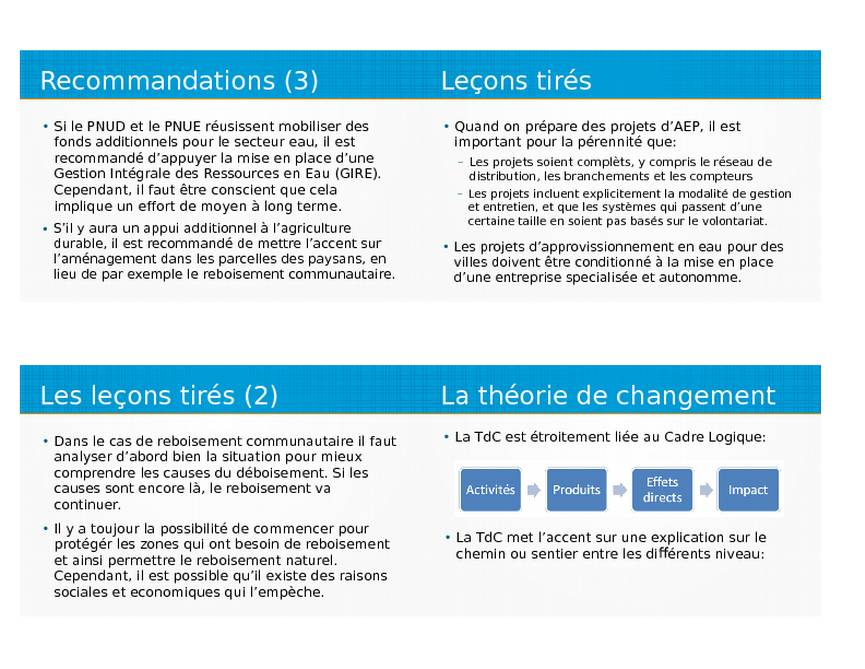 Recommandations (3)
• Si le PNUD et le PNUE réusissent mobiliser des
fonds additionnels pour le secteur eau, il est
recommandé d’appuyer la mise en place d’une
Gestion Intégrale des Ressources en Eau (GIRE).
Cependant, il faut être conscient que cela
implique un effort de moyen à long terme.
• S’il y aura un appui additionnel à l’agriculture
durable, il est recommandé de mettre l’accent sur
l’aménagement dans les parcelles des paysans, en
lieu de par exemple le reboisement communautaire.
Leçons tirés
• Quand on prépare des projets d’AEP, il est
important pour la pérennité que:
– Les projets soient complèts, y compris le réseau de
distribution, les branchements et les compteurs
– Les projets incluent explicitement la modalité de gestion
et entretien, et que les systèmes qui passent d’une
certaine taille en soient pas basés sur le volontariat.
• Les projets d’approvissionnement en eau pour des
villes doivent être conditionné à la mise en place
d’une entreprise specialisée et autonomme.
Les leçons tirés (2)
• Dans le cas de reboisement communautaire il faut
analyser d’abord bien la situation pour mieux
comprendre les causes du déboisement. Si les
causes sont encore là, le reboisement va
continuer.
• Il y a toujour la possibilité de commencer pour
protégér les zones qui ont besoin de reboisement
et ainsi permettre le reboisement naturel.
Cependant, il est possible qu’il existe des raisons
sociales et economiques qui l’empèche.
La théorie de changement
• La TdC est étroitement liée au Cadre Logique:
Activités
Produits
Effets
directs
Impact
• La TdC met l’accent sur une explication sur le
chemin ou sentier entre les différents niveau: